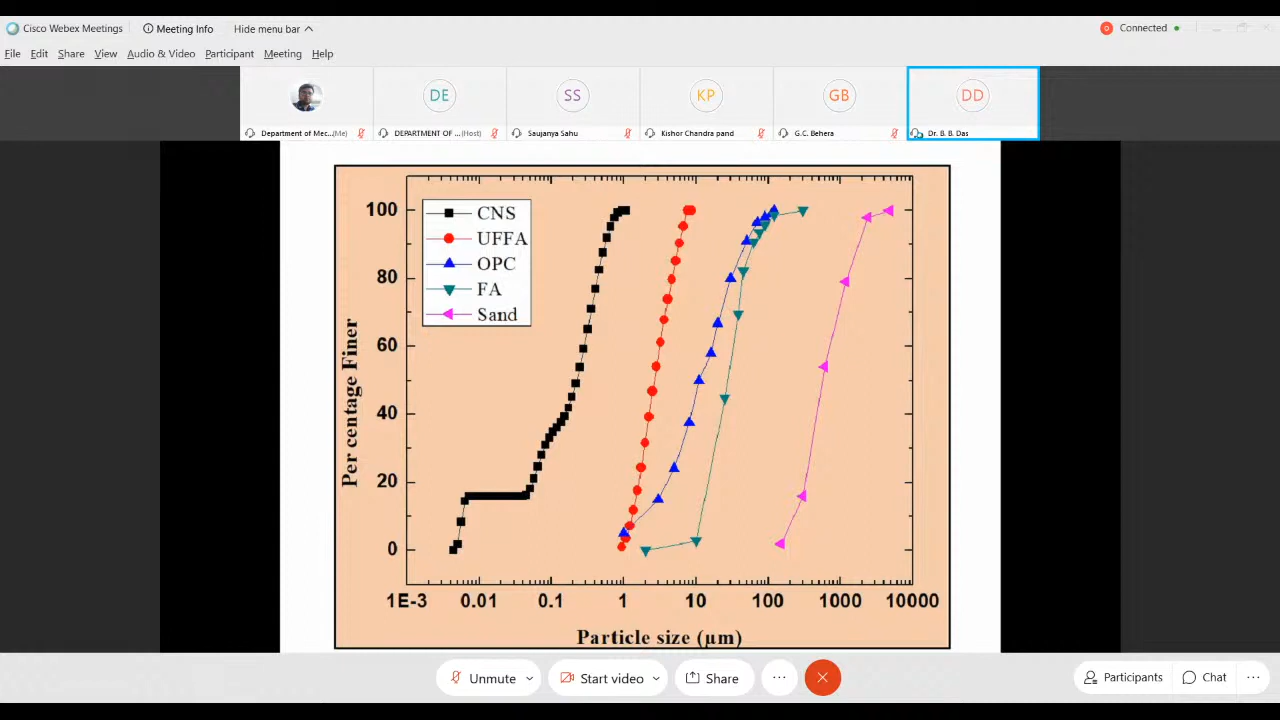 Cisco Webex Meetings
Meeting Info
Hide menu bar
Connected
File Edit Share View Audio & Video Participant Meeting Help
DE SS KP GB DD
Department of Mec... (Me)
DEPARTMENT OF ... (Host)
Saujanya Sahu
Kishor Chandra pand
G.C. Behera
Dr. B. B. Das
CNS
UFFA
OPC
FA
Sand
100
80
60
40
20
0
Per centage Finer
1E-3 0.01 0.1 1 10 100 1000 10000
Particle size (µm)
Unmute
Start video
Share
Participants
Chat